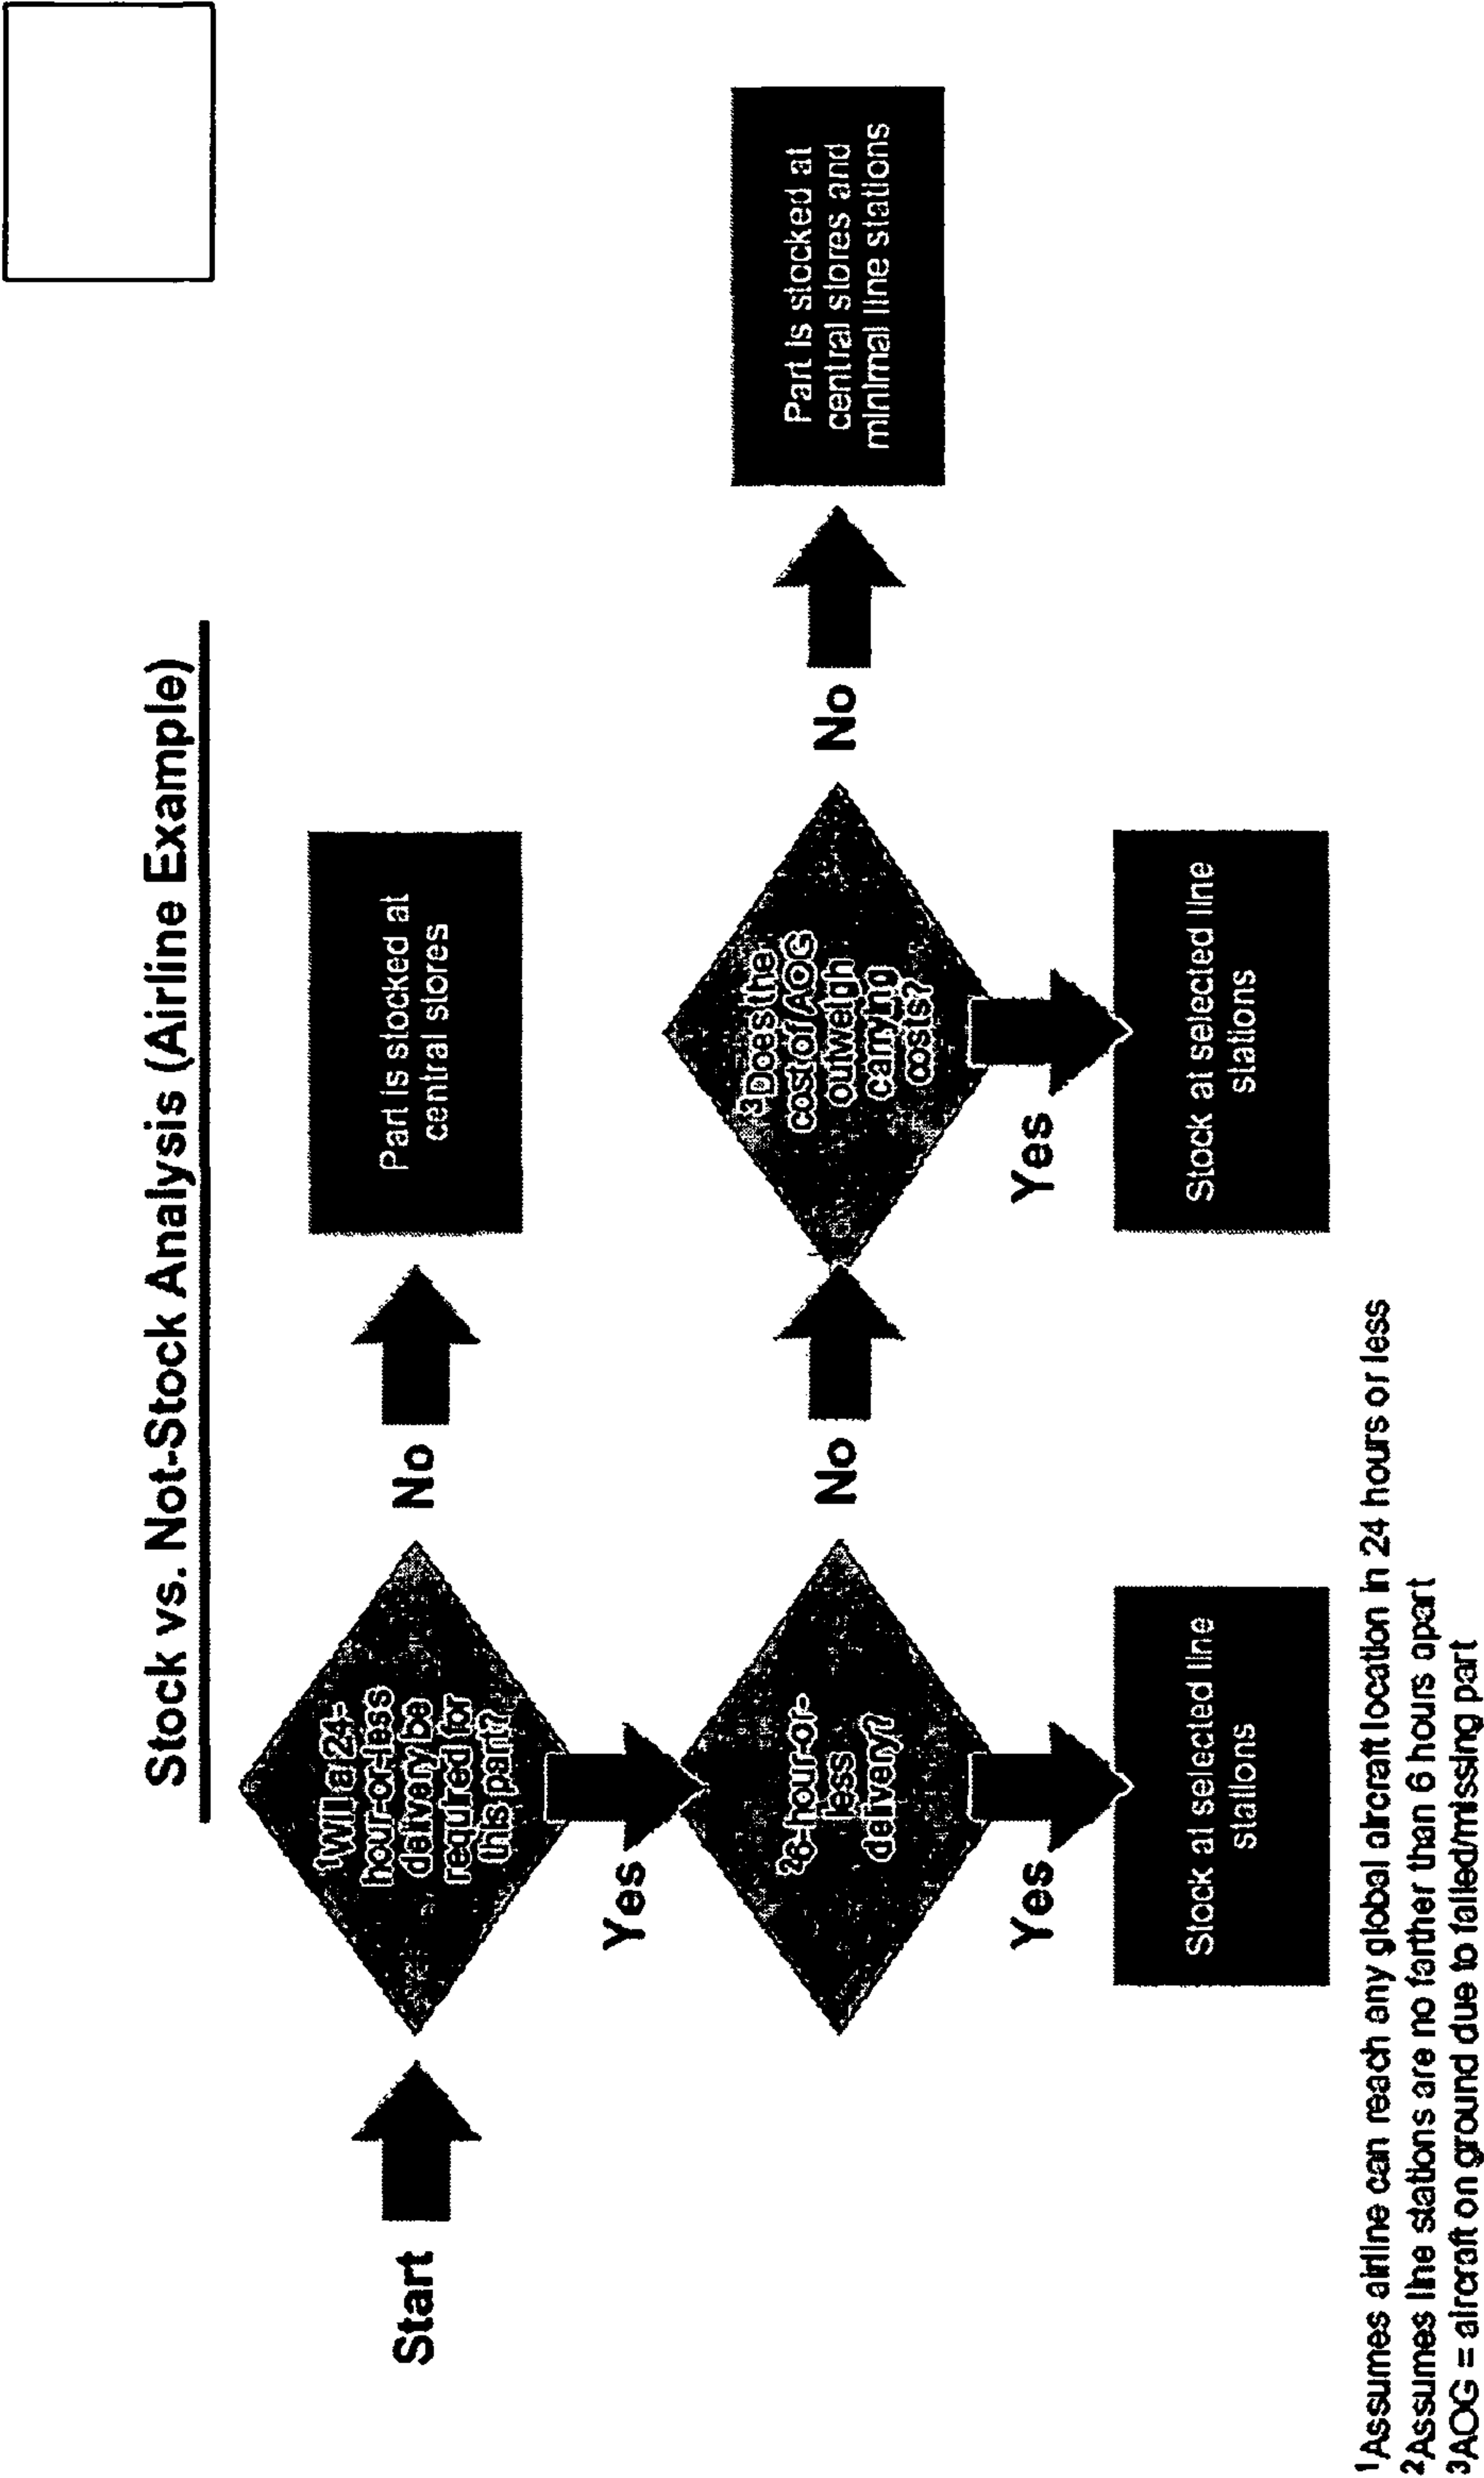 Stock vs. Not-Stock Analysis (Airline Example)
Start
¹Will a 24-
hour-or-less
delivery be
required for
this part?
No
Part is stocked at
central stores
Yes
²6-hour-or-
less
delivery?
No
³Does the
cost of AOG
outweigh
carrying
costs?
No
Part is stocked at
central stores and
minimal line stations
Yes
Stock at selected line
stations
Yes
Stock at selected line
stations
¹Assumes airline can reach any global aircraft location in 24 hours or less
²Assumes line stations are no farther than 6 hours apart
³AOG = aircraft on ground due to failed/missing part